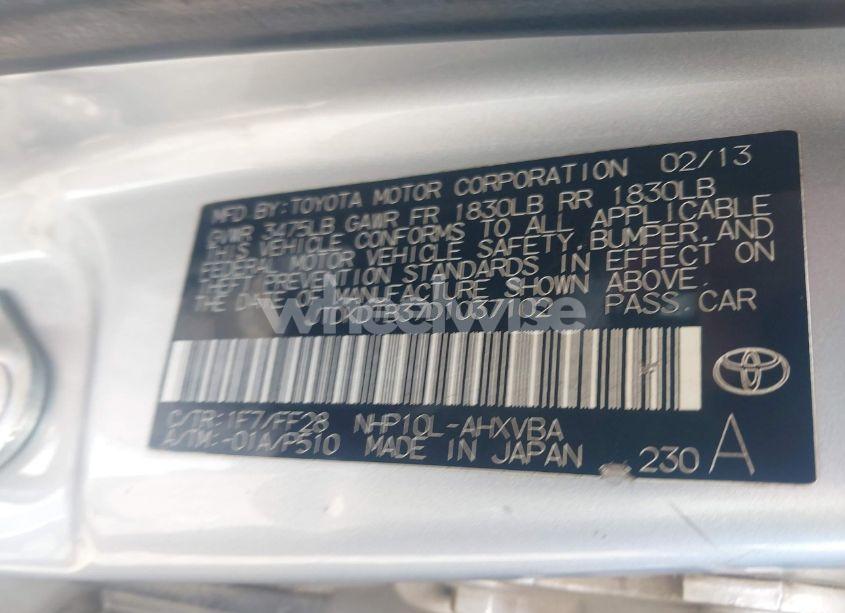 MFD.BY:TOYOTA MOTOR CORPORATION 02/13
GVWR 3475LB GAWR FR 1830LB RR 1830LB
THIS VEHICLE CONFORMS TO ALL APPLICABLE
FEDERAL MOTOR VEHICLE SAFETY,BUMPER,AND
THEFT PREVENTION STANDARDS IN EFFECT ON
THE DATE OF MANUFACTURE SHOWN ABOVE.
PASS.CAR
wheelwise
C/TR:1F7/FF28 NHP10L-AHXVBA
A/TM:-01A/P510 MADE IN JAPAN 230 A